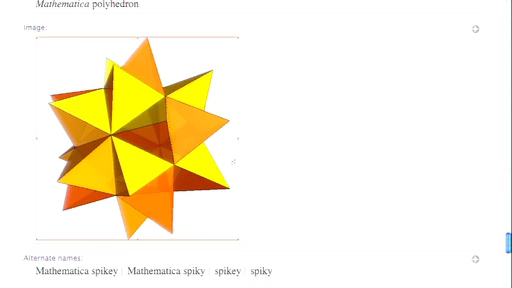 Mathematica polyhedron
Image:
Alternate names:
Mathematica spikey | Mathematica spiky | spikey | spiky